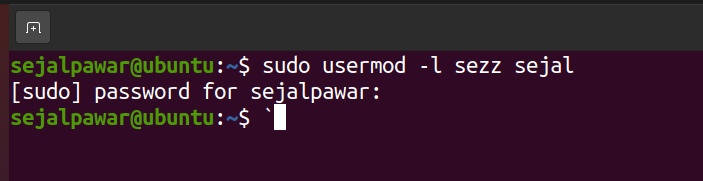 sejalpawar@ubuntu:~$ sudo usermod -l sezz sejal
[sudo] password for sejalpawar:
sejalpawar@ubuntu:~$ `